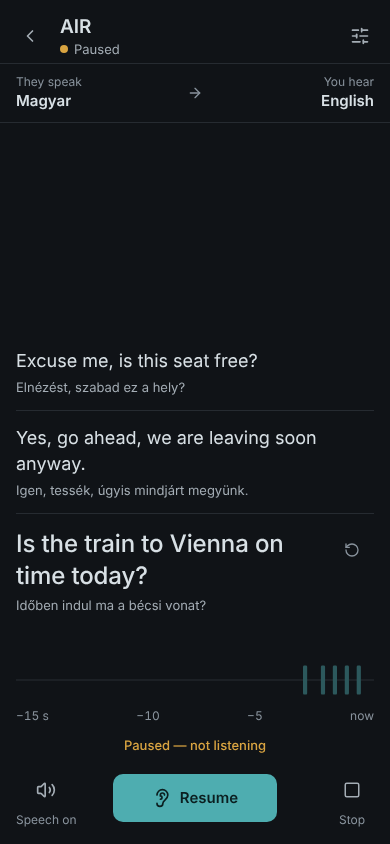 AIR
Paused
They speak
You hear
Magyar
English
Excuse me, is this seat free?
Elnézést, szabad ez a hely?
Yes, go ahead, we are leaving soon
anyway.
Igen, tessék, úgyis mindjárt megyünk.
Is the train to Vienna on
time today?
Időben indul ma a bécsi vonat?
−15 s
−10
−5
now
Paused — not listening
Resume
Speech on
Stop